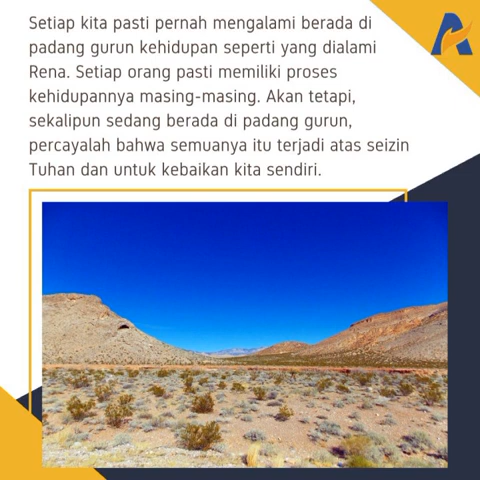 Setiap kita pasti pernah mengalami berada di
padang gurun kehidupan seperti yang dialami
Rena. Setiap orang pasti memiliki proses
kehidupannya masing-masing. Akan tetapi,
sekalipun sedang berada di padang gurun,
percayalah bahwa semuanya itu terjadi atas seizin
Tuhan dan untuk kebaikan kita sendiri.